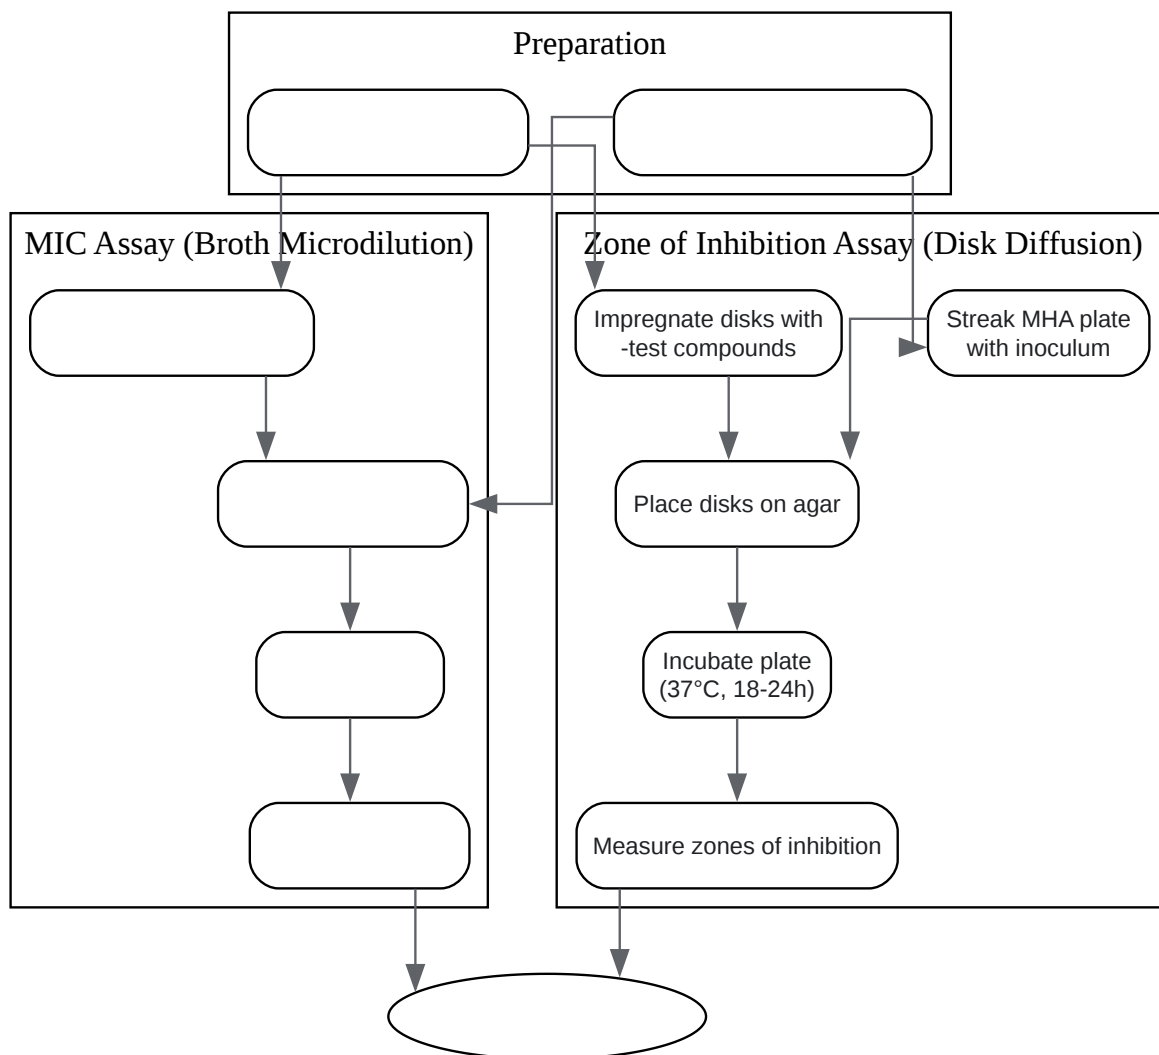 Preparation
MIC Assay (Broth Microdilution)
Zone of Inhibition Assay (Disk Diffusion)
Impregnate disks with
-test compounds
Streak MHA plate
with inoculum
Place disks on agar
Incubate plate
(37°C, 18-24h)
Measure zones of inhibition